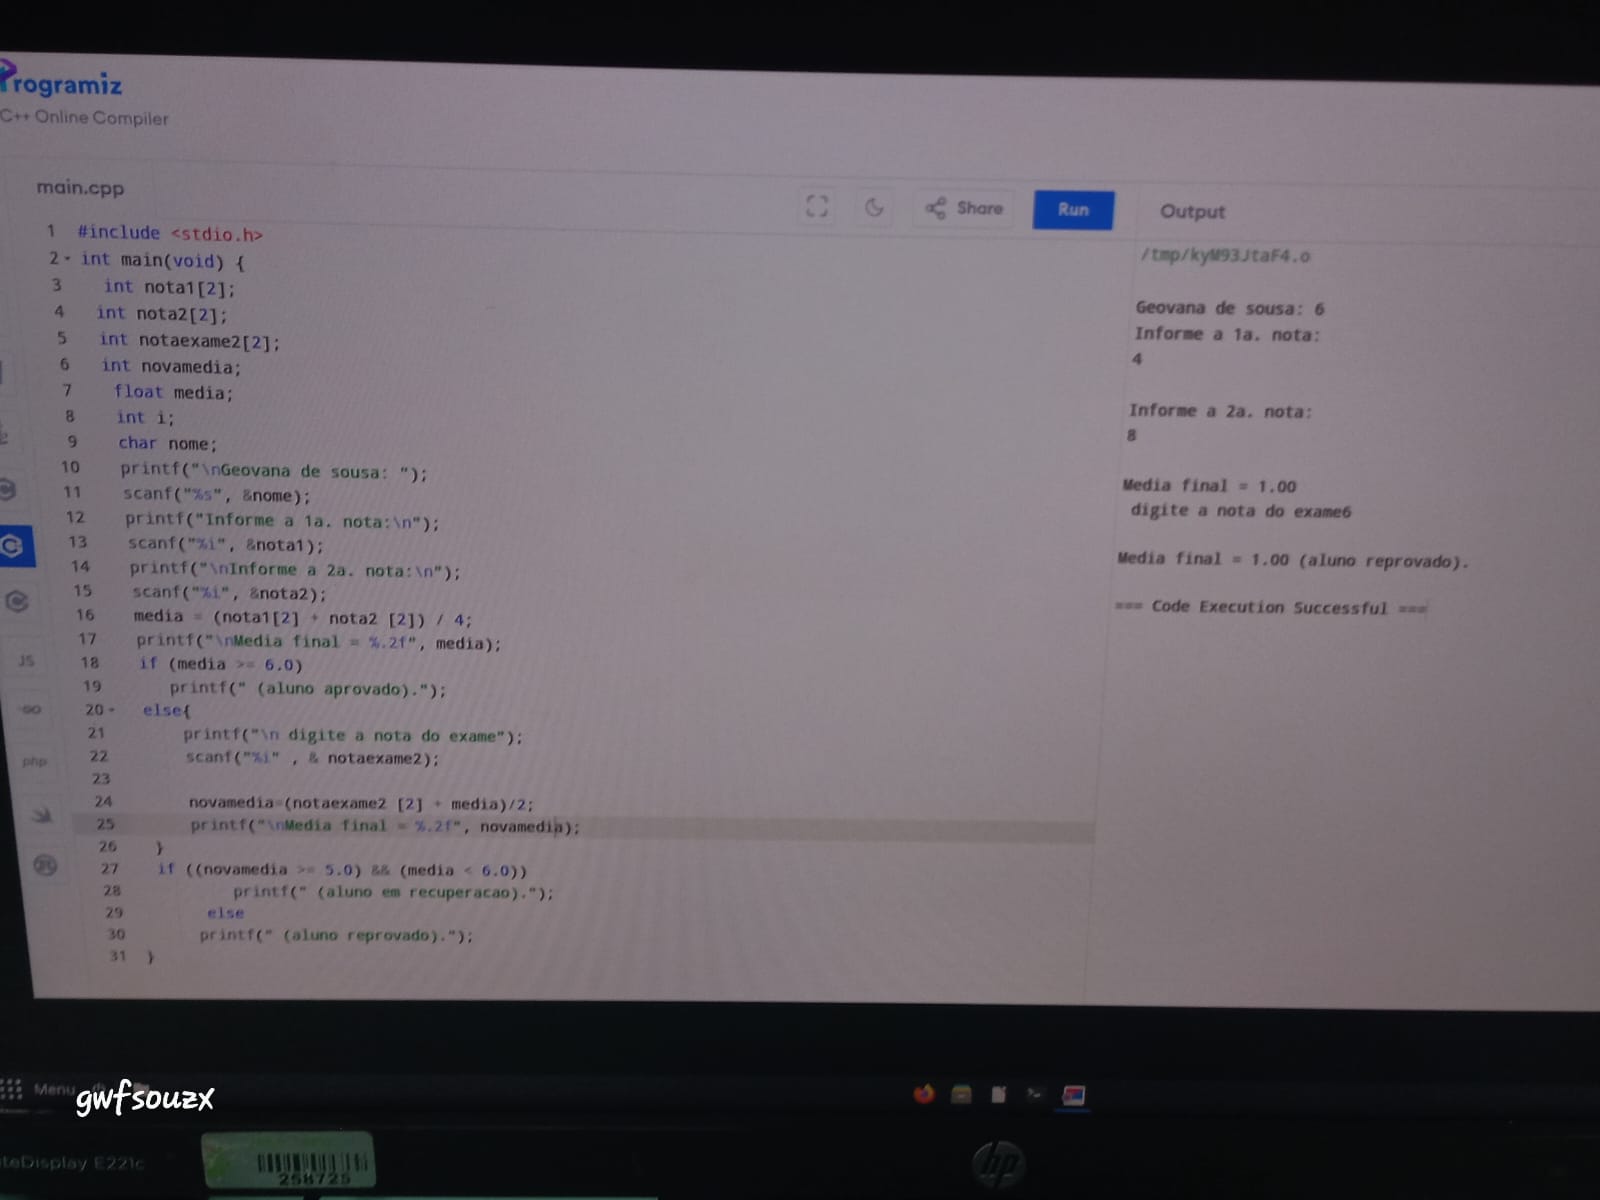 Programiz
C++ Online Compiler
main.cpp
Share
Run
Output
1 #include <stdio.h>
2 int main(void) {
3 int nota1[2];
4 int nota2[2];
5 int notaexame2[2];
6 int novamedia;
7 float media;
8 int i;
9 char nome;
10 printf("\nGeovana de sousa: ");
11 scanf("%s", &nome);
12 printf("Informe a 1a. nota:\n");
13 scanf("%i", &nota1);
14 printf("\nInforme a 2a. nota:\n");
15 scanf("%i", &nota2);
16 media = (nota1[2] + nota2 [2]) / 4;
17 printf("\nMedia final = %.2f", media);
18 if (media >= 6.0)
19 printf(" (aluno aprovado).");
20 else{
21 printf("\n digite a nota do exame");
22 scanf("%i" , & notaexame2);
23
24 novamedia=(notaexame2 [2] + media)/2;
25 printf("\nMedia final = %.2f", novamedia);
26 }
27 if ((novamedia >= 5.0) && (media < 6.0))
28 printf(" (aluno em recuperacao).");
29 else
30 printf(" (aluno reprovado).");
31 }
/tmp/kyM93JtaF4.o
Geovana de sousa: 6
Informe a 1a. nota:
4
Informe a 2a. nota:
8
Media final = 1.00
digite a nota do exame6
Media final = 1.00 (aluno reprovado).
=== Code Execution Successful ===
JS
GO
php
Menu
gwfsouzx
E221c
hp
258725